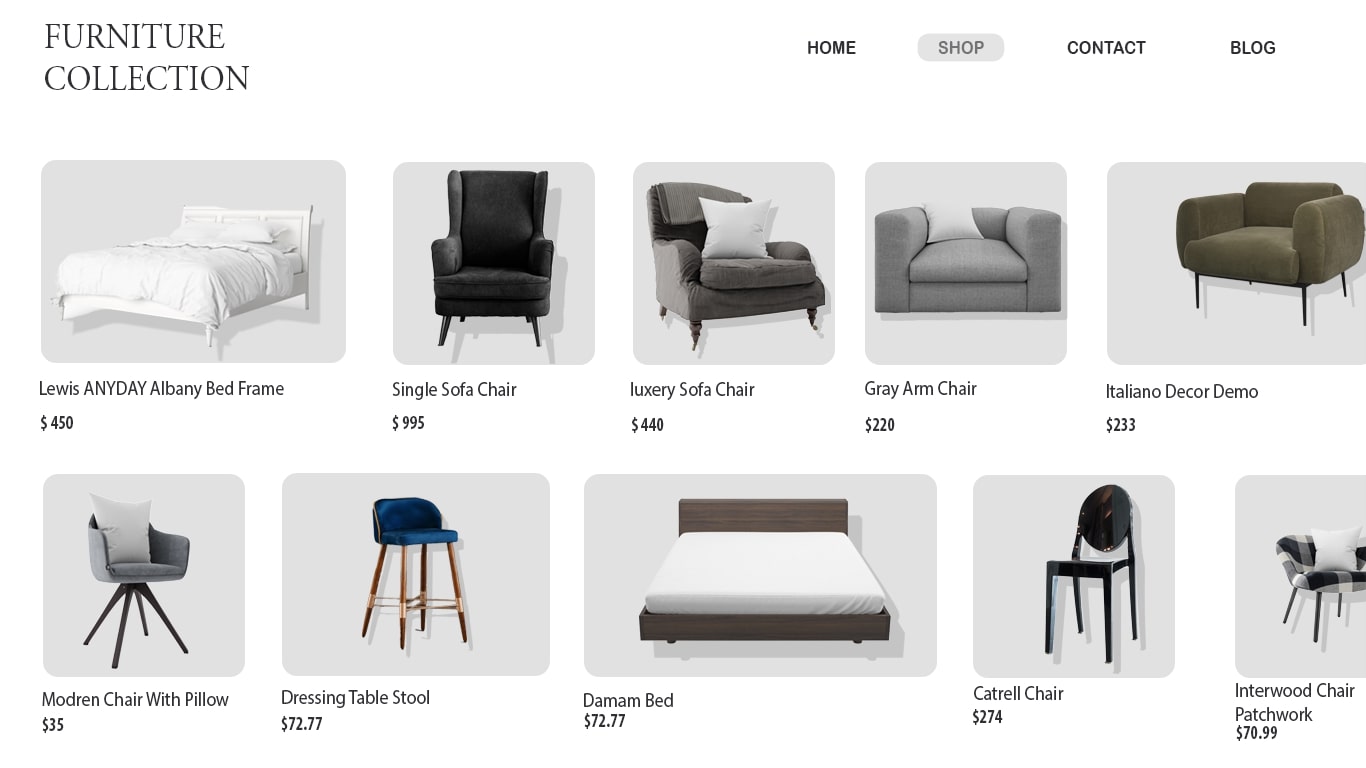 FURNITURE
COLLECTION
HOME
SHOP
CONTACT
BLOG
Lewis ANYDAY Albany Bed Frame
$ 450
Single Sofa Chair
$ 995
luxery Sofa Chair
$ 440
Gray Arm Chair
$220
Italiano Decor Demo
$233
Modren Chair With Pillow
$35
Dressing Table Stool
$72.77
Damam Bed
$72.77
Catrell Chair
$274
Interwood Chair
Patchwork
$70.99